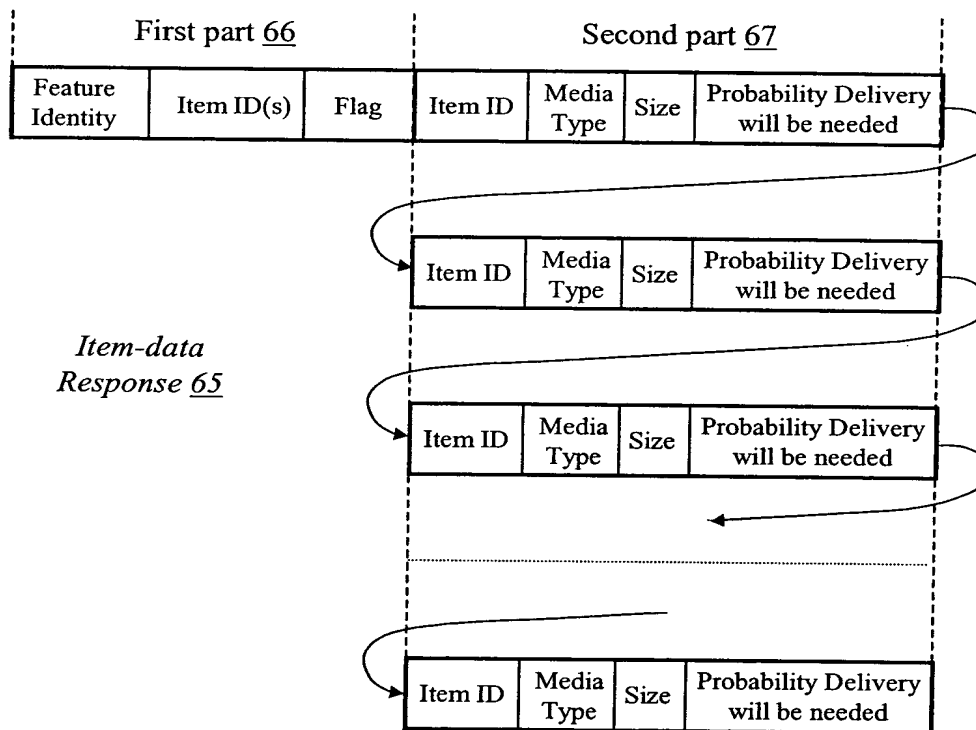 First part 66
Second part 67
Feature Identity
Item ID(s)
Flag
Item ID
Media Type
Size
Probability Delivery will be needed
Item ID
Media Type
Size
Probability Delivery will be needed
Item-data
Response 65
Item ID
Media Type
Size
Probability Delivery will be needed
Item ID
Media Type
Size
Probability Delivery will be needed